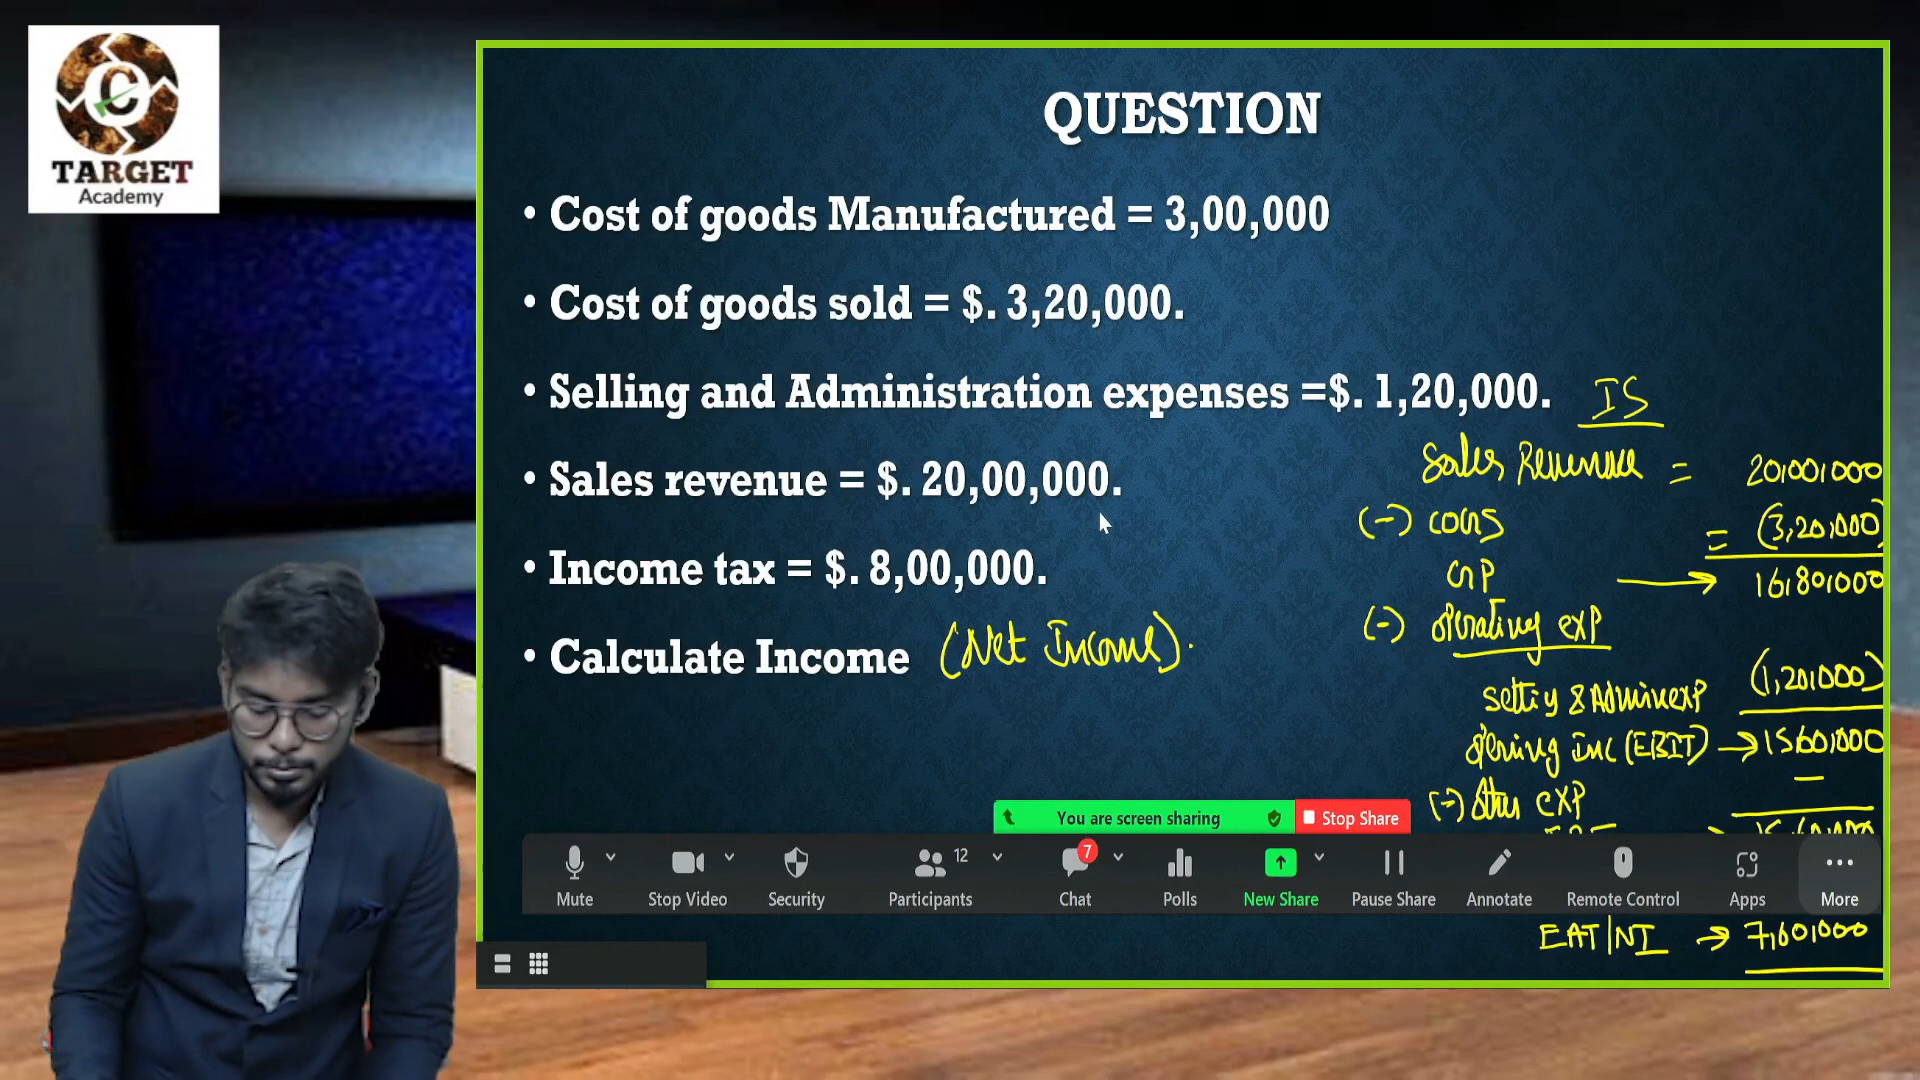 TARGET
Academy
QUESTION
• Cost of goods Manufactured = 3,00,000
• Cost of goods sold = $. 3,20,000.
• Selling and Administration expenses =$. 1,20,000.
IS
Sales Revenue = 20,00,000
• Sales revenue = $. 20,00,000.
(-) COGS = (3,20,000)
GP → 16,80,000
• Income tax = $. 8,00,000.
(-) operating exp
• Calculate Income (Net Income).
& Admin exp (1,20,000)
Inc (EBIT) → 15,60,000
(-) other exp —
You are screen sharing Stop Share
Mute Stop Video Security Participants 12 Chat 7 Polls New Share Pause Share Annotate Remote Control Apps More
EAT/NI → 7,60,000